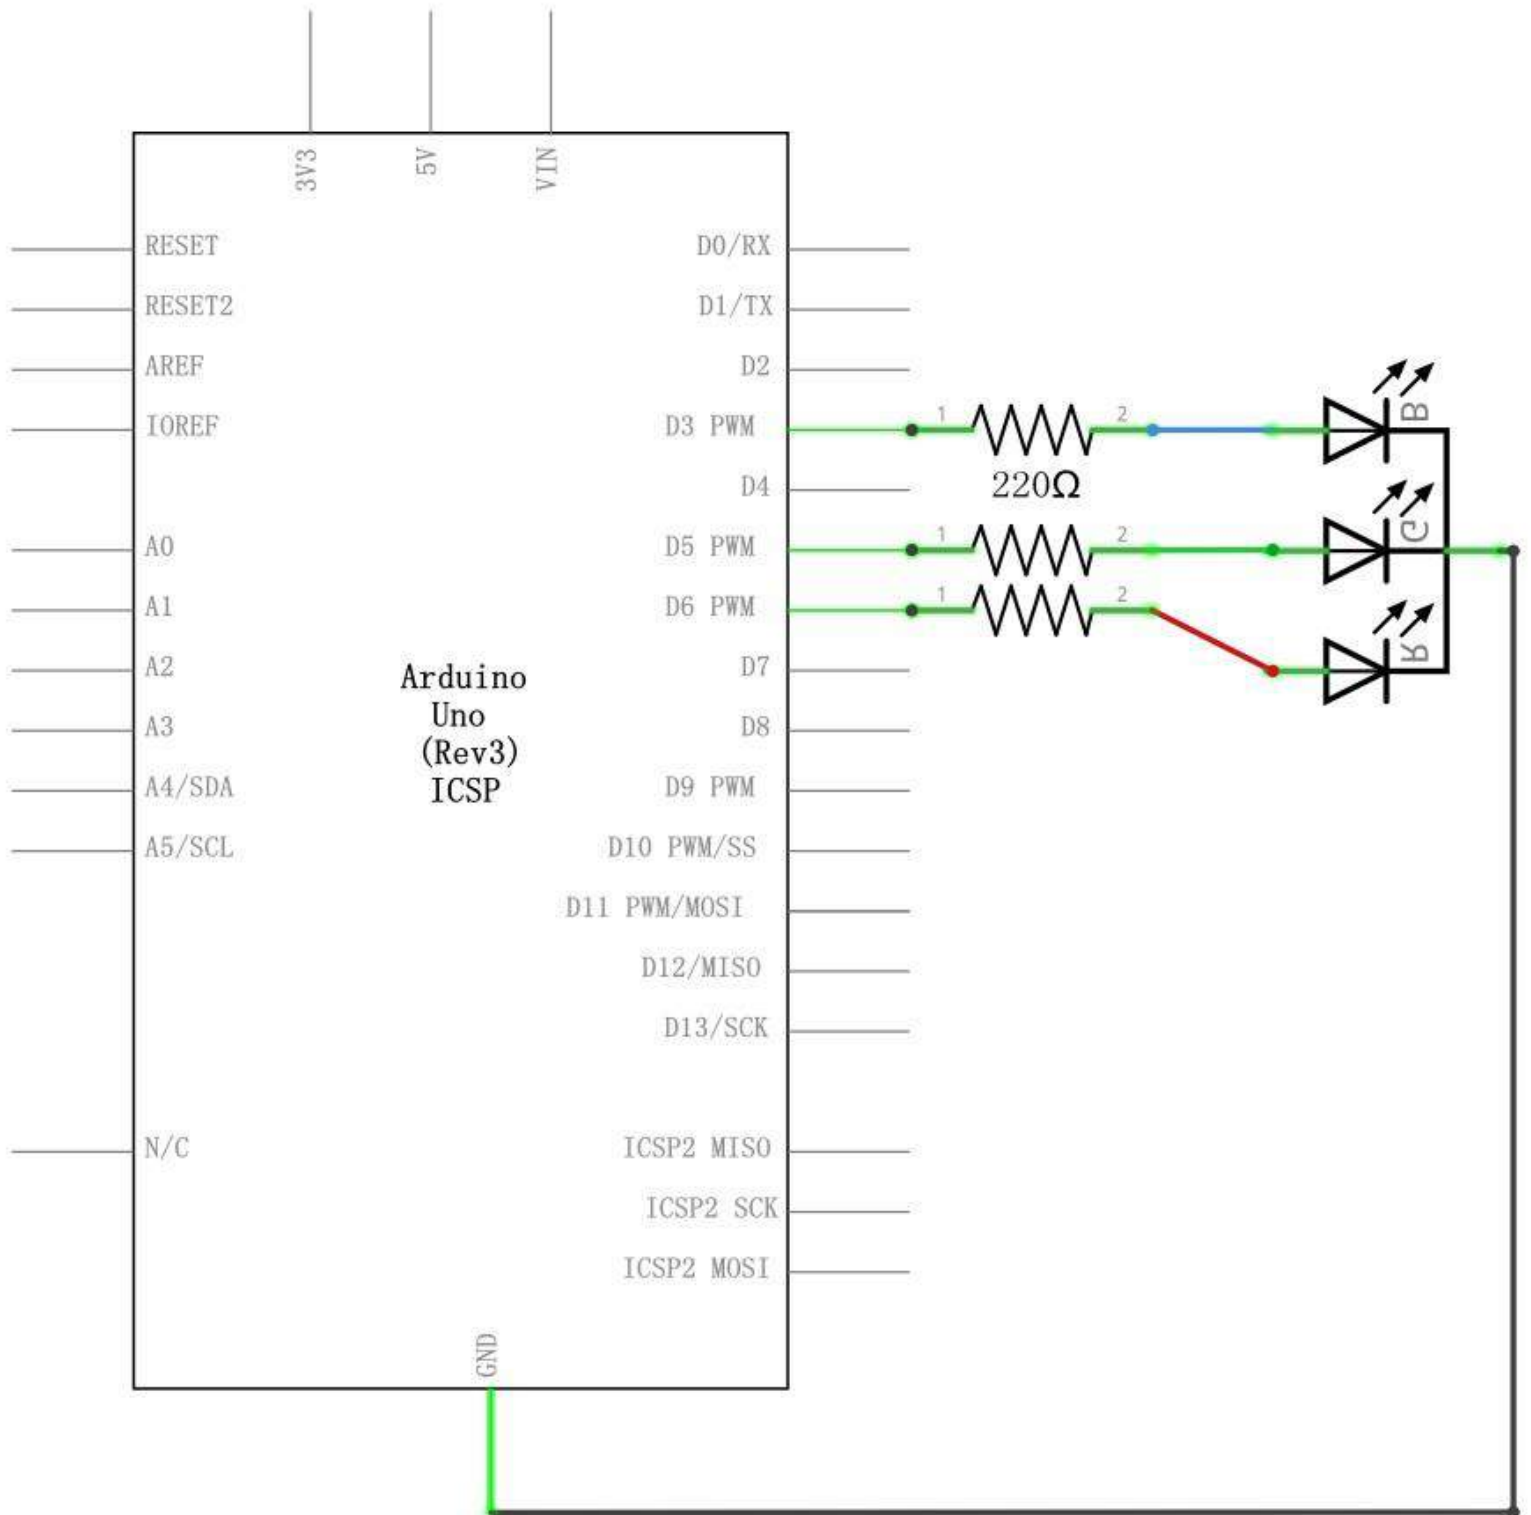 3V3
5V
VIN
RESET
RESET2
AREF
IOREF
A0
A1
A2
A3
A4/SDA
A5/SCL
N/C
Arduino
Uno
(Rev3)
ICSP
D0/RX
D1/TX
D2
D3 PWM
D4
D5 PWM
D6 PWM
D7
D8
D9 PWM
D10 PWM/SS
D11 PWM/MOSI
D12/MISO
D13/SCK
ICSP2 MISO
ICSP2 SCK
ICSP2 MOSI
GND
1 2
220Ω
1 2
1 2
B
G
R